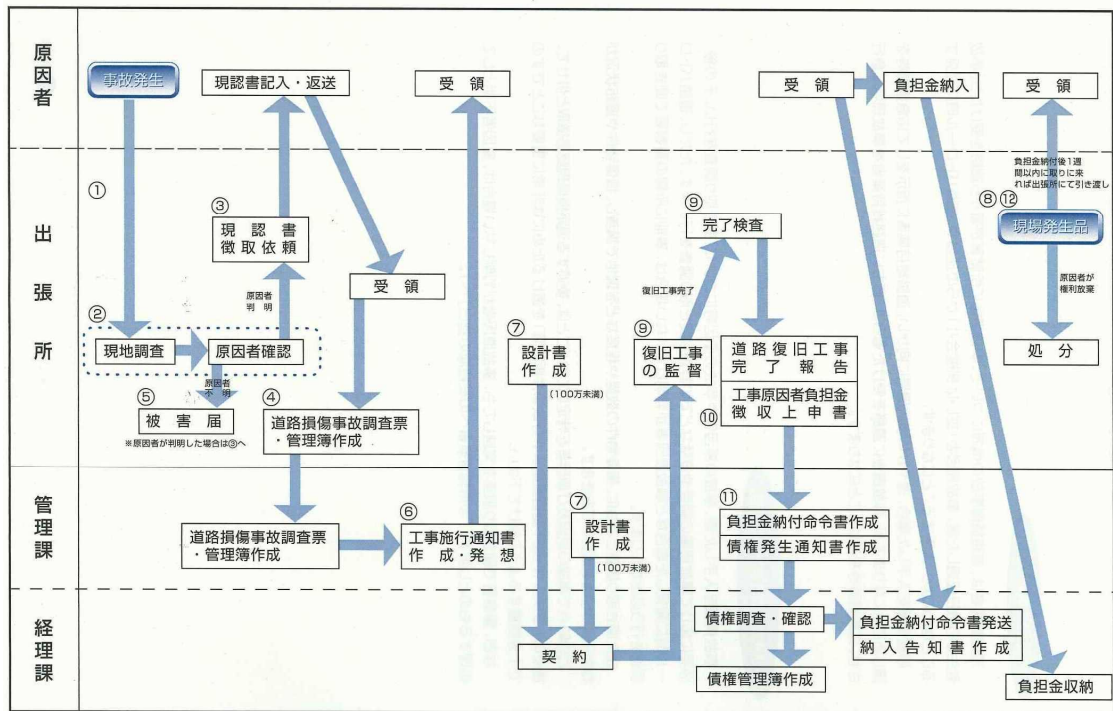 原因者
事故発生
現認書記入・返送
受領
受領
負担金納入
受領
負担金納付後1週
間以内に取りに来
れば出張所にて引き渡し
出張所
①
③
現認書
徴取依頼
原因者
判明
受領
②
現地調査
原因者確認
原因者
不明
⑤
被害届
※原因者が判明した場合は③へ
④
道路損傷事故調査票
・管理簿作成
⑦
設計書
作成
(100万未満)
⑨
復旧工事
の監督
復旧工事完了
⑨
完了検査
道路復旧工事
完了報告
工事原因者負担金
徴収上申書
⑩
⑧⑫
現場発生品
原因者が
権利放棄
処分
管理課
道路損傷事故調査票
・管理簿作成
⑥
工事施行通知書
作成・発想
⑦
設計書
作成
(100万未満)
⑪
負担金納付命令書作成
債権発生通知書作成
経理課
契約
債権調査・確認
債権管理簿作成
負担金納付命令書発送
納入告知書作成
負担金収納